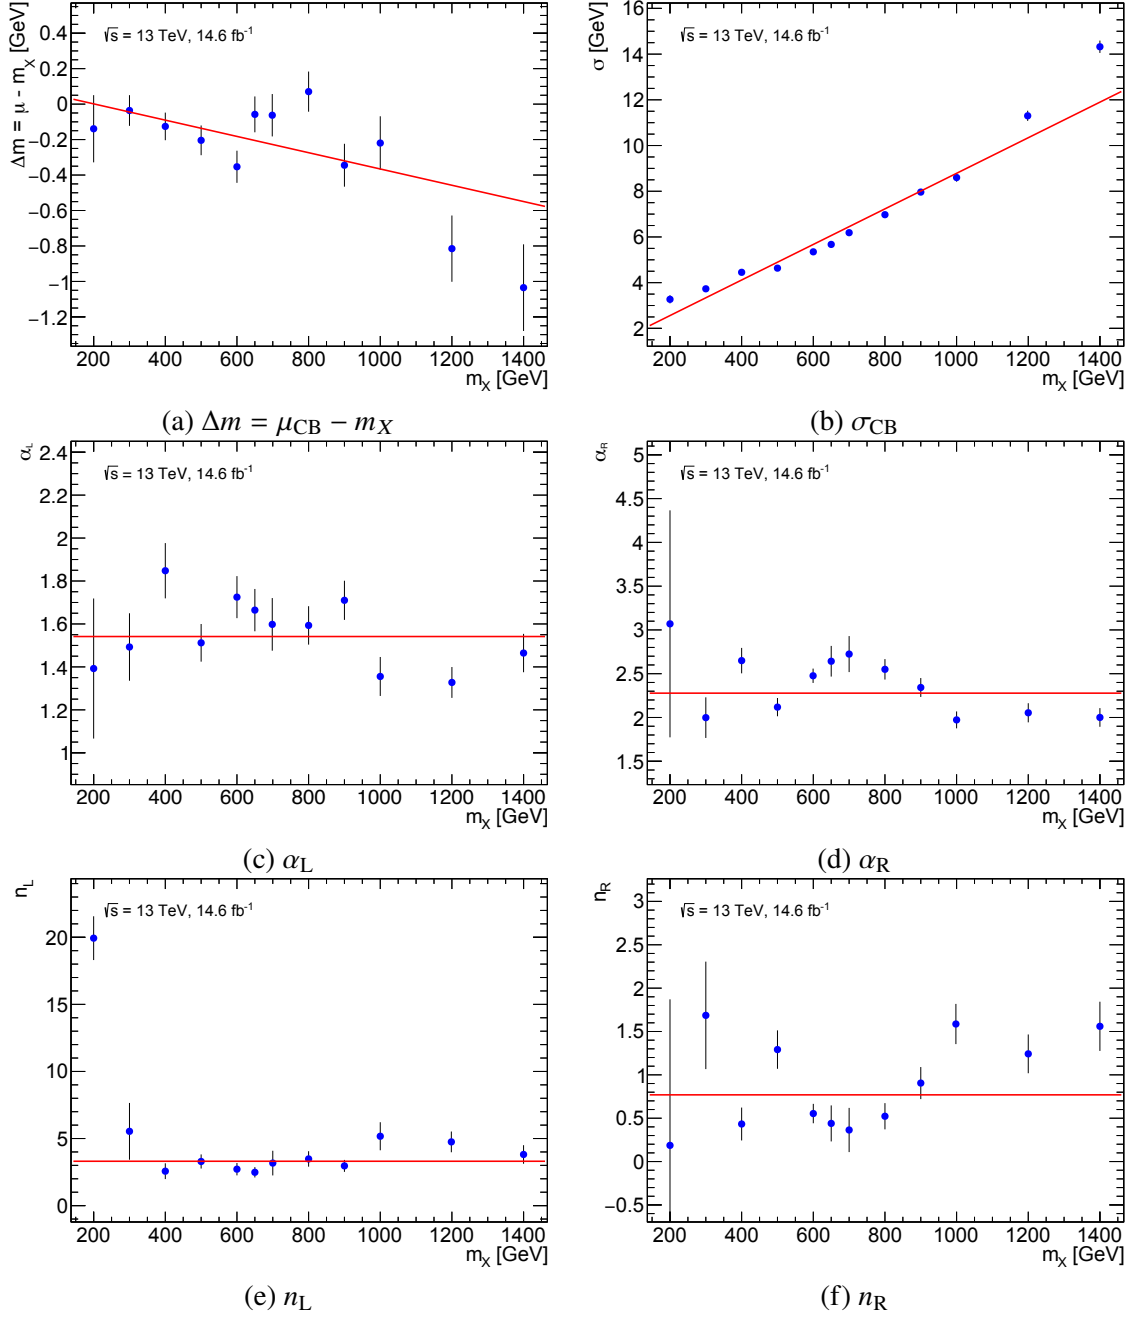 Δm = μ - m_X [GeV]
√s = 13 TeV, 14.6 fb⁻¹
0.4
0.2
0
−0.2
−0.4
−0.6
−0.8
−1
−1.2
200 400 600 800 1000 1200 1400
m_X [GeV]
(a) Δm = μ_CB − m_X
σ [GeV]
√s = 13 TeV, 14.6 fb⁻¹
16
14
12
10
8
6
4
2
200 400 600 800 1000 1200 1400
m_X [GeV]
(b) σ_CB
α_L
√s = 13 TeV, 14.6 fb⁻¹
2.4
2.2
2
1.8
1.6
1.4
1.2
1
200 400 600 800 1000 1200 1400
m_X [GeV]
(c) α_L
α_R
√s = 13 TeV, 14.6 fb⁻¹
5
4.5
4
3.5
3
2.5
2
1.5
200 400 600 800 1000 1200 1400
m_X [GeV]
(d) α_R
n_L
√s = 13 TeV, 14.6 fb⁻¹
20
15
10
5
0
200 400 600 800 1000 1200 1400
m_X [GeV]
(e) n_L
n_R
√s = 13 TeV, 14.6 fb⁻¹
3
2.5
2
1.5
1
0.5
0
−0.5
200 400 600 800 1000 1200 1400
m_X [GeV]
(f) n_R